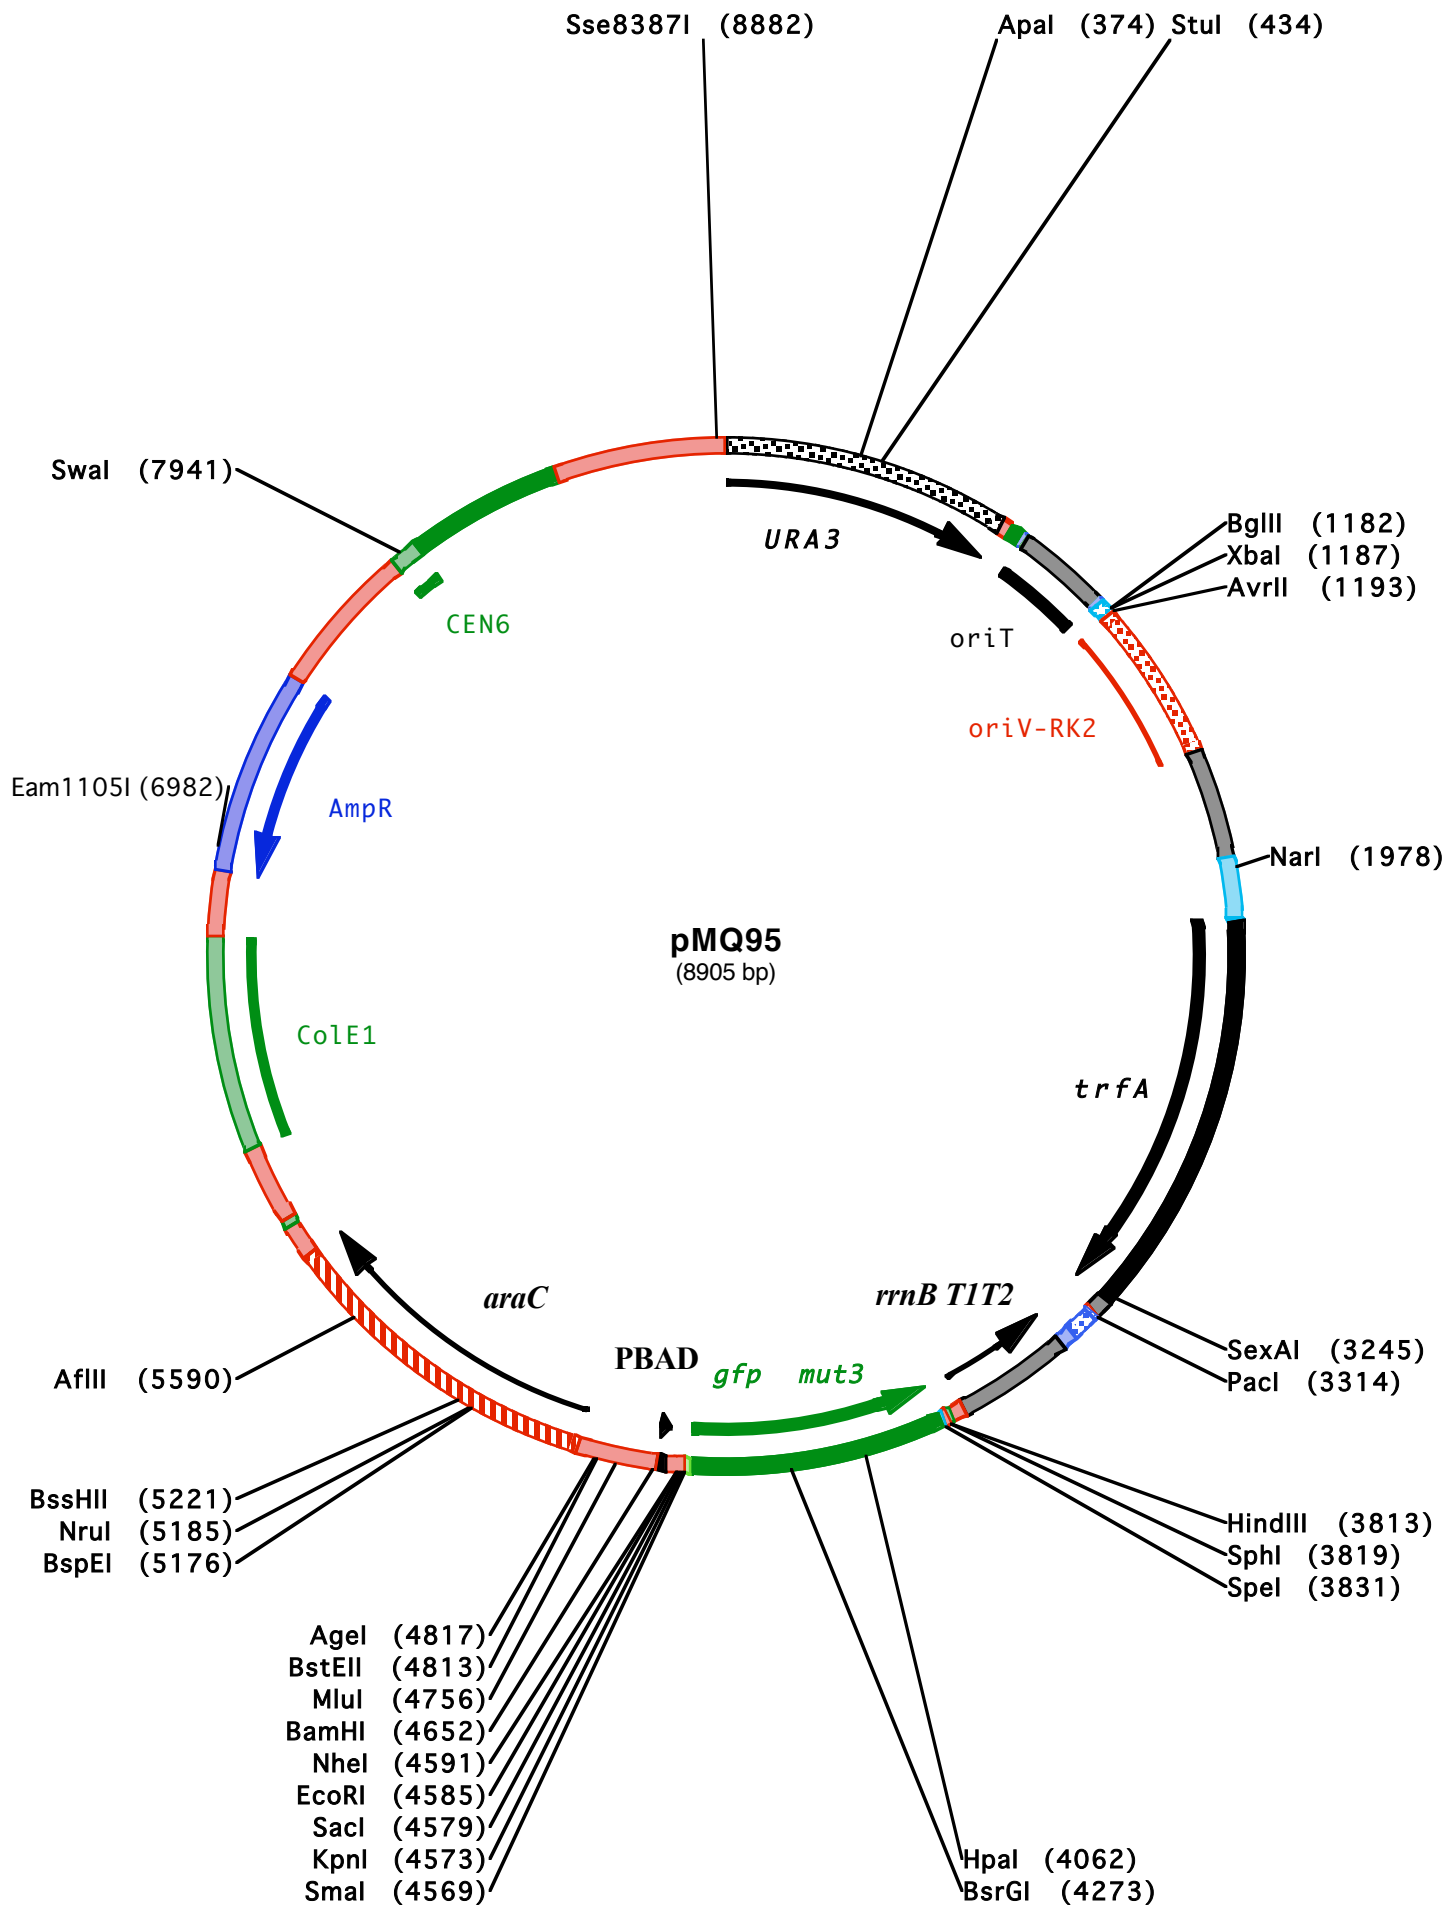 Sse8387I (8882)
ApaI (374)
StuI (434)
SwaI (7941)
BglII (1182)
XbaI (1187)
AvrII (1193)
URA3
CEN6
oriT
oriV-RK2
Eam1105I (6982)
AmpR
NarI (1978)
pMQ95
(8905 bp)
ColE1
trfA
araC
rrnB T1T2
PBAD
gfp mut3
SexAI (3245)
PacI (3314)
AflII (5590)
BssHII (5221)
NruI (5185)
BspEI (5176)
HindIII (3813)
SphI (3819)
SpeI (3831)
AgeI (4817)
BstEII (4813)
MluI (4756)
BamHI (4652)
NheI (4591)
EcoRI (4585)
SacI (4579)
KpnI (4573)
SmaI (4569)
HpaI (4062)
BsrGI (4273)